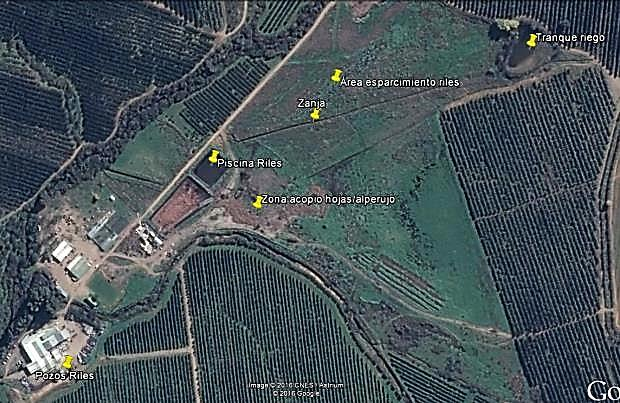 Tranque riego
Área esparcimiento riles
Zanja
Piscina Riles
Zona acopio hojas/alperujo
Pozos Riles
Image © 2016 CNES / Astrium
© 2016 Google
Go